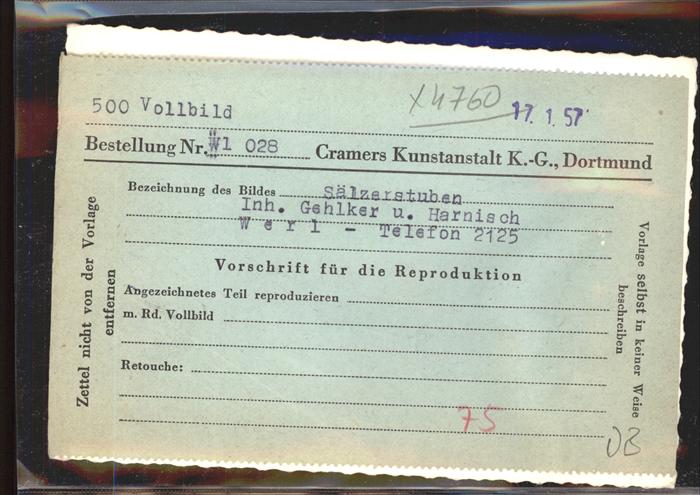 500 Vollbild
X4760
17. 1. 57
Bestellung Nr. W1 028 Cramers Kunstanstalt K.-G., Dortmund
Bezeichnung des Bildes Sälzerstuben
Inh. Gehlker u. Harnisch
Werl - Telefon 2125
Vorschrift für die Reproduktion
Angezeichnetes Teil reproduzieren
m. Rd. Vollbild
Retouche:
75
Zettel nicht von der Vorlage
entfernen
Vorlage selbst in keiner Weise
beschreiben